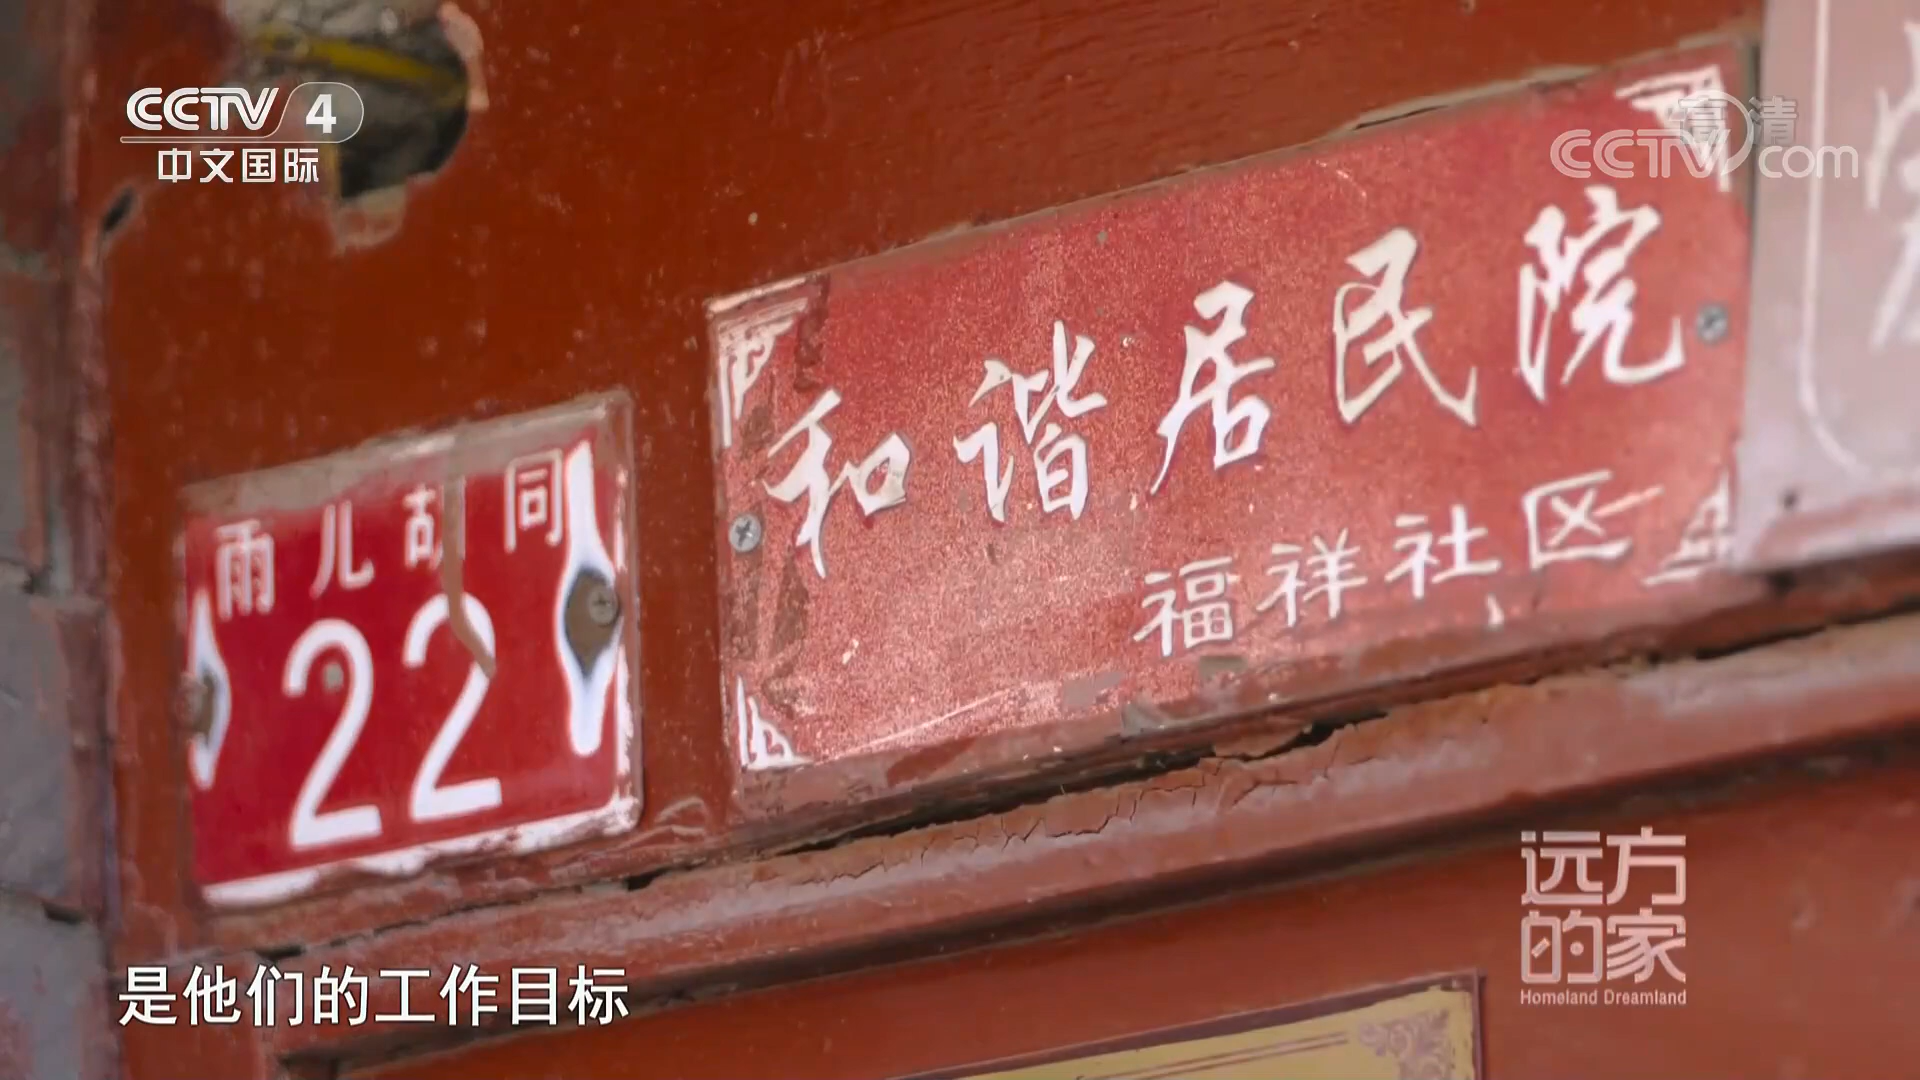 CCTV 4
中文国际
高清
CCTV.com
和谐居民院
福祥社区
雨儿胡同
22
远方
的家
Homeland Dreamland
是他们的工作目标